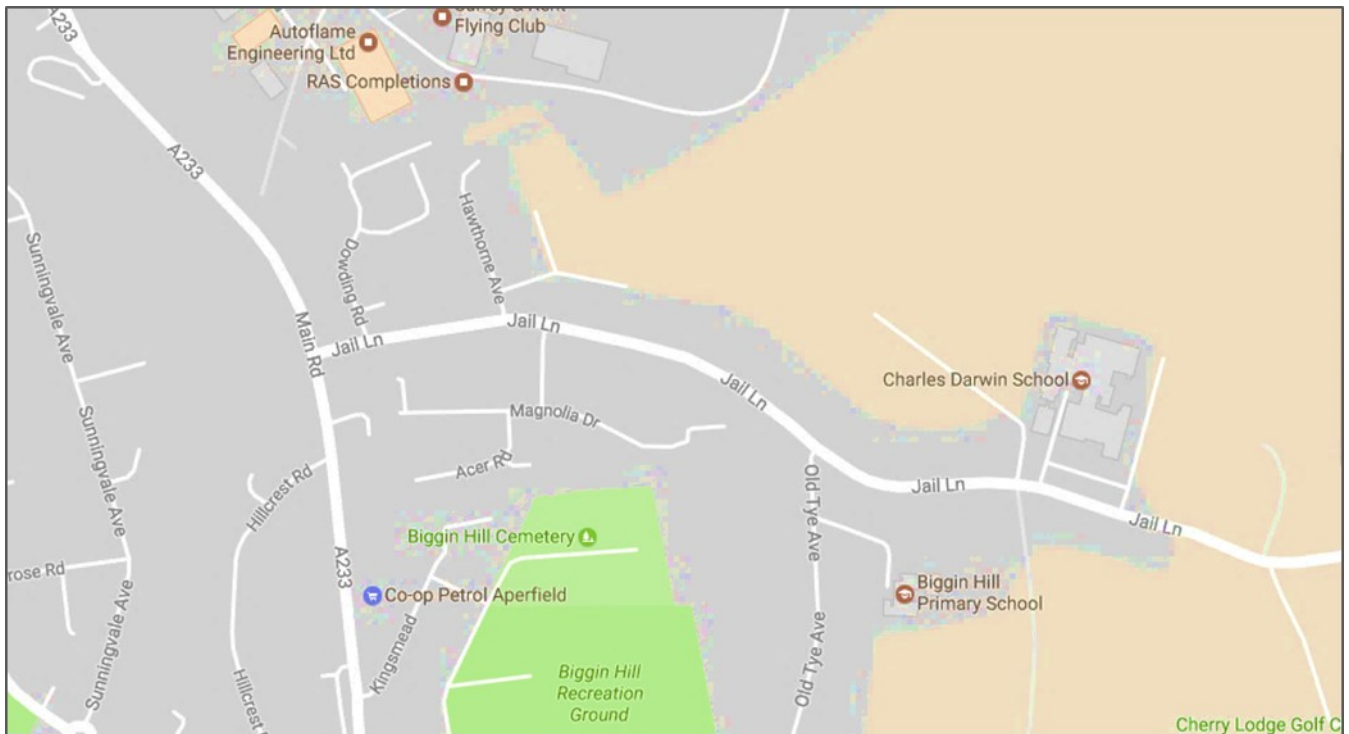 A233
Autoflame
Engineering Ltd
Flying Club
RAS Completions
A233
Hawthorne Ave
Dowding Rd
Sunningvale Ave
Main Rd
Jail Ln
Jail Ln
Jail Ln
Charles Darwin School
Magnolia Dr
Sunningvale Ave
Acer Rd
Hillcrest Rd
Old Tye Ave
Jail Ln
Jail Ln
Biggin Hill Cemetery
A233
rose Rd
Co-op Petrol Aperfield
Biggin Hill
Primary School
Sunningvale Ave
Kingsmead
Old Tye Ave
Biggin Hill
Recreation
Ground
Hillcrest
Cherry Lodge Golf C